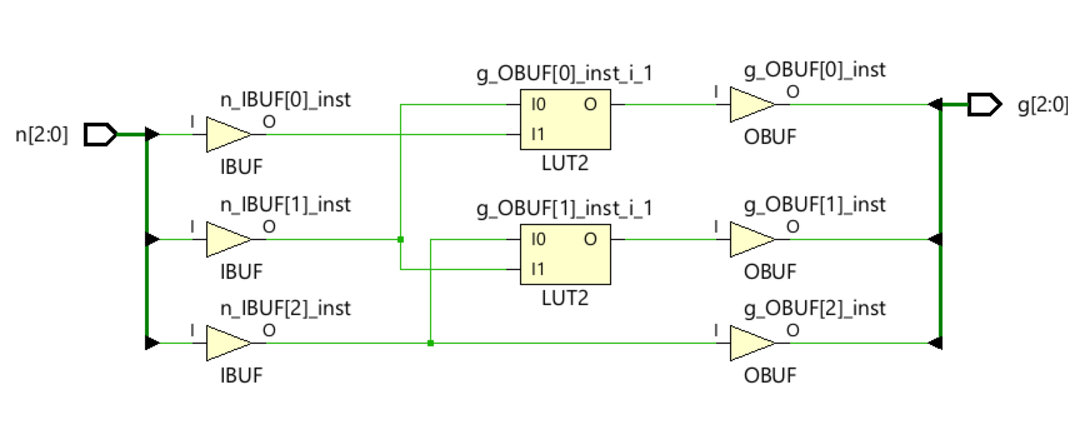 n[2:0]
n_IBUF[0]_inst
I
O
IBUF
n_IBUF[1]_inst
I
O
IBUF
n_IBUF[2]_inst
I
O
IBUF
g_OBUF[0]_inst_i_1
I0
O
I1
LUT2
g_OBUF[1]_inst_i_1
I0
O
I1
LUT2
g_OBUF[0]_inst
I
O
OBUF
g_OBUF[1]_inst
I
O
OBUF
g_OBUF[2]_inst
I
O
OBUF
g[2:0]